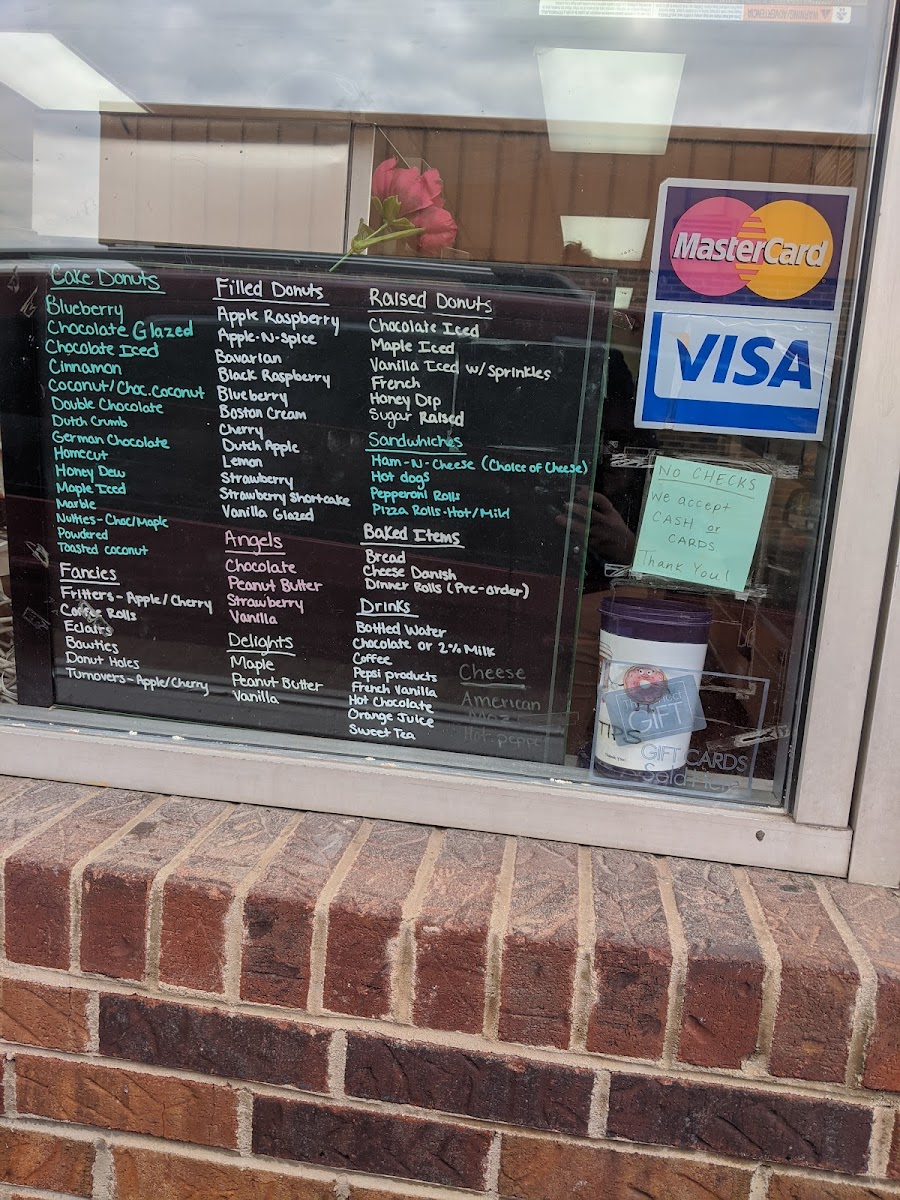 Cake Donuts
Blueberry
Chocolate Glazed
Chocolate Iced
Cinnamon
Coconut/Choc.coconut
Double Chocolate
Dutch Crumb
German Chocolate
Homecut
Honey Dew
Maple Iced
Marble
Nutties-Choc/Maple
Powdered
Toasted coconut
Fancies
Fritters-Apple/Cherry
Coffee Rolls
Eclairs
Bowties
Donut Holes
Turnovers-Apple/Cherry
Filled Donuts
Apple Raspberry
Apple-N-Spice
Bavarian
Black Raspberry
Blueberry
Boston Cream
Cherry
Dutch Apple
Lemon
Strawberry
Strawberry Shortcake
Vanilla Glazed
Angels
Chocolate
Peanut Butter
Strawberry
Vanilla
Delights
Maple
Peanut Butter
Vanilla
Raised Donuts
Chocolate Iced
Maple Iced
Vanilla Iced w/Sprinkles
French
Honey Dip
Sugar Raised
Sandwhiches
Ham-N-Cheese (Choice of Cheese)
Hot dogs
Pepperoni Rolls
Pizza Rolls-Hot/Mild
Baked Items
Bread
Cheese Danish
Dinner Rolls (Pre-order)
Drinks
Bottled Water
Chocolate or 2% Milk
Coffee
Pepsi products
French Vanilla
Hot Chocolate
Orange Juice
Sweet Tea
Cheese
American
Hot peppe
MasterCard
VISA
NO CHECKS
We accept
CASH or
CARDS
Thank You!
TIPS
GIFT
GIFT CARDS
Sold Here